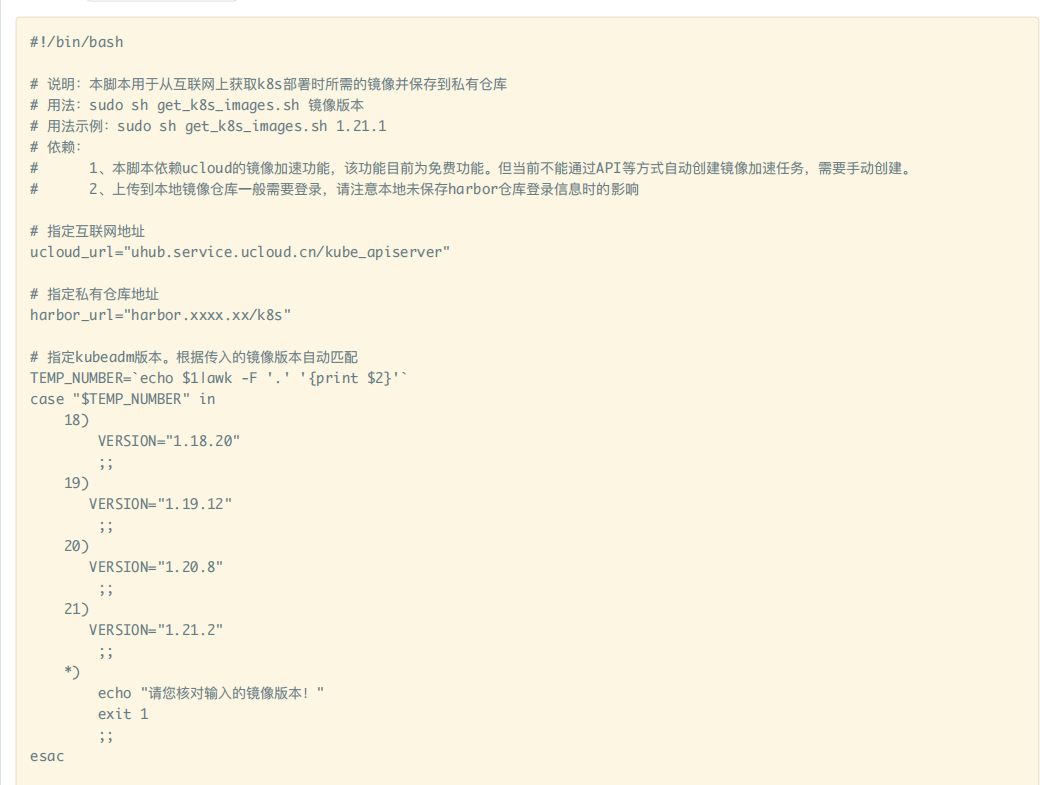 #!/bin/bash

# 说明：本脚本用于从互联网上获取k8s部署时所需的镜像并保存到私有仓库
# 用法：sudo sh get_k8s_images.sh 镜像版本
# 用法示例：sudo sh get_k8s_images.sh 1.21.1
# 依赖：
#      1、本脚本依赖ucloud的镜像加速功能，该功能目前为免费功能。但当前不能通过API等方式自动创建镜像加速任务，需要手动创建。
#      2、上传到本地镜像仓库一般需要登录，请注意本地未保存harbor仓库登录信息时的影响

# 指定互联网地址
ucloud_url="uhub.service.ucloud.cn/kube_apiserver"

# 指定私有仓库地址
harbor_url="harbor.xxxx.xx/k8s"

# 指定kubeadm版本。根据传入的镜像版本自动匹配
TEMP_NUMBER=`echo $1|awk -F '.' '{print $2}'`
case "$TEMP_NUMBER" in
    18)
        VERSION="1.18.20"
        ;;
    19)
       VERSION="1.19.12"
        ;;
    20)
       VERSION="1.20.8"
        ;;
    21)
       VERSION="1.21.2"
        ;;
    *)
        echo "请您核对输入的镜像版本！"
        exit 1
        ;;
esac